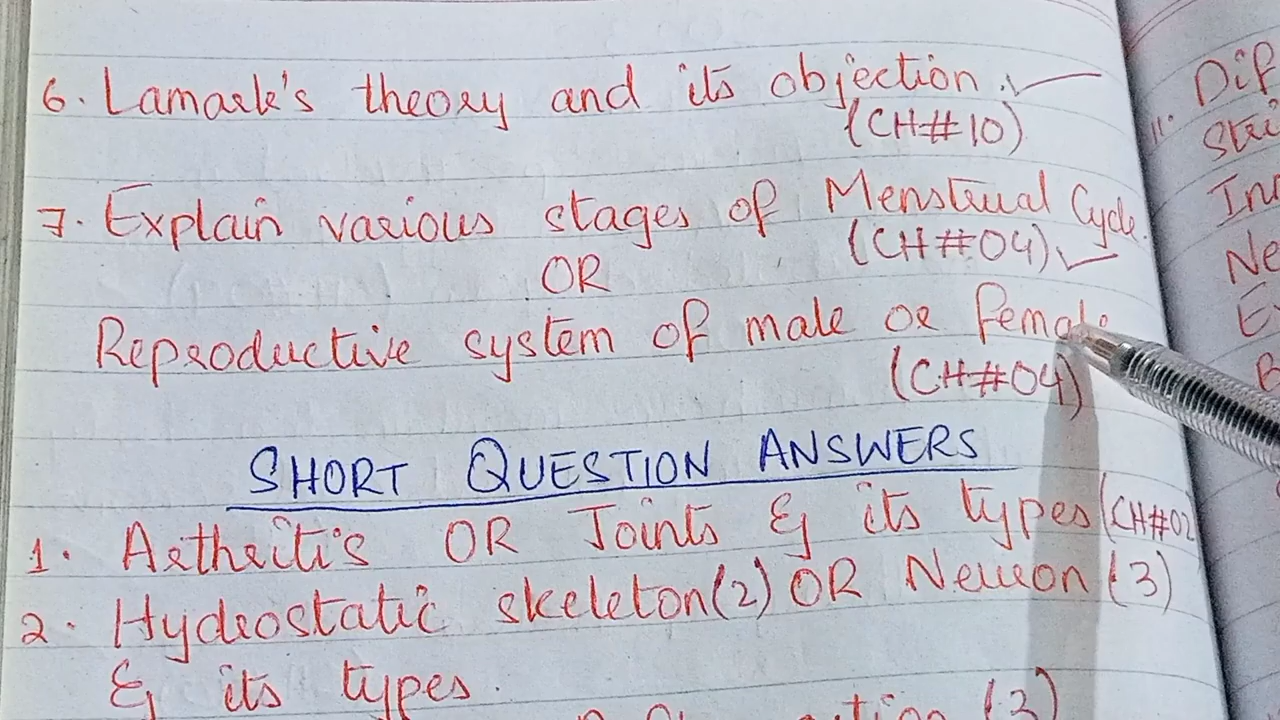 6. Lamark's theory and its objection.
(CH#10)
7. Explain various stages of Menstrual Cycle.
(CH#04)
OR
Reproductive system of male or female
(CH#04)
SHORT QUESTION ANSWERS
1. Arthritis OR Joints & its types (CH#02
2. Hydrostatic skeleton (2) OR Neuron (3)
& its types.
11.